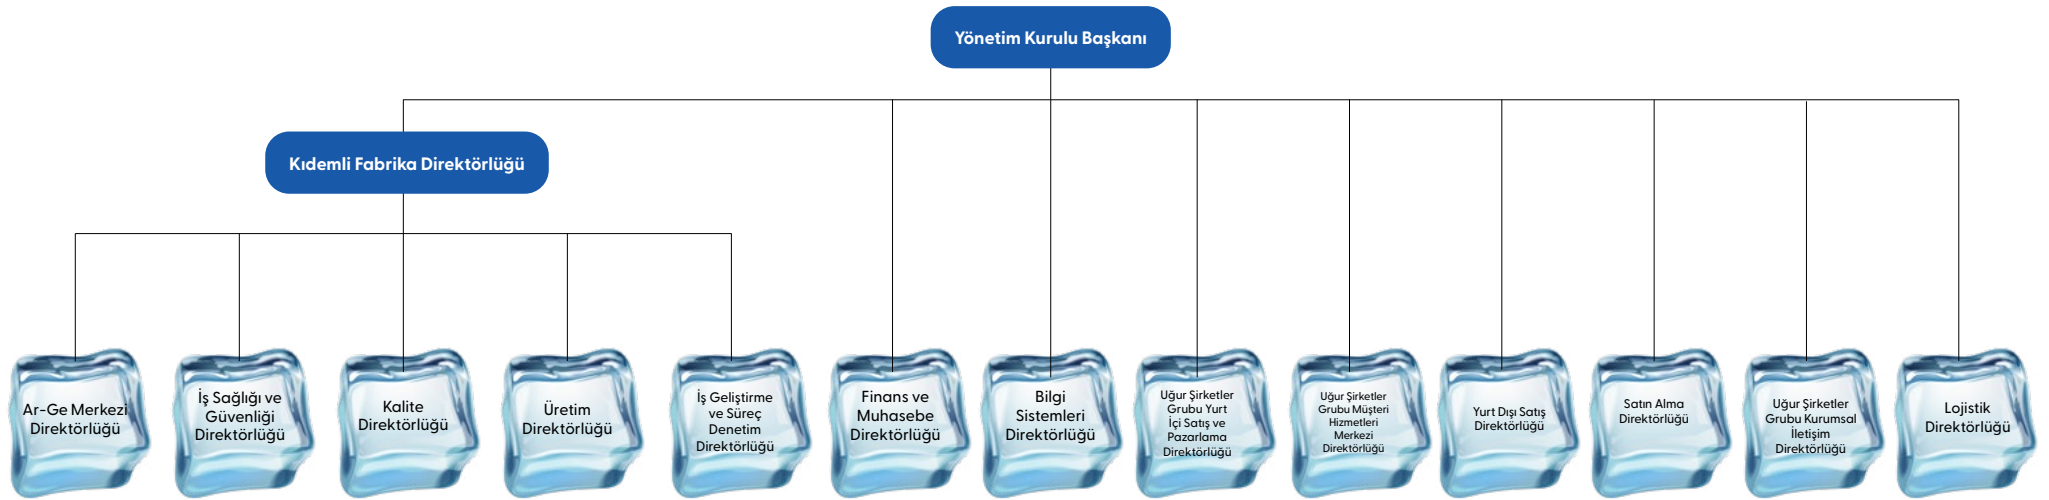 Yönetim Kurulu Başkanı
Kıdemli Fabrika Direktörlüğü
Ar-Ge Merkezi
Direktörlüğü
İş Sağlığı ve
Güvenliği
Direktörlüğü
Kalite
Direktörlüğü
Üretim
Direktörlüğü
İş Geliştirme
ve Süreç
Denetim
Direktörlüğü
Finans ve
Muhasebe
Direktörlüğü
Bilgi
Sistemleri
Direktörlüğü
Uğur Şirketler
Grubu Yurt
İçi Satış ve
Pazarlama
Direktörlüğü
Uğur Şirketler
Grubu Müşteri
Hizmetleri
Merkezi
Direktörlüğü
Yurt Dışı Satış
Direktörlüğü
Satın Alma
Direktörlüğü
Uğur Şirketler
Grubu Kurumsal
İletişim
Direktörlüğü
Lojistik
Direktörlüğü